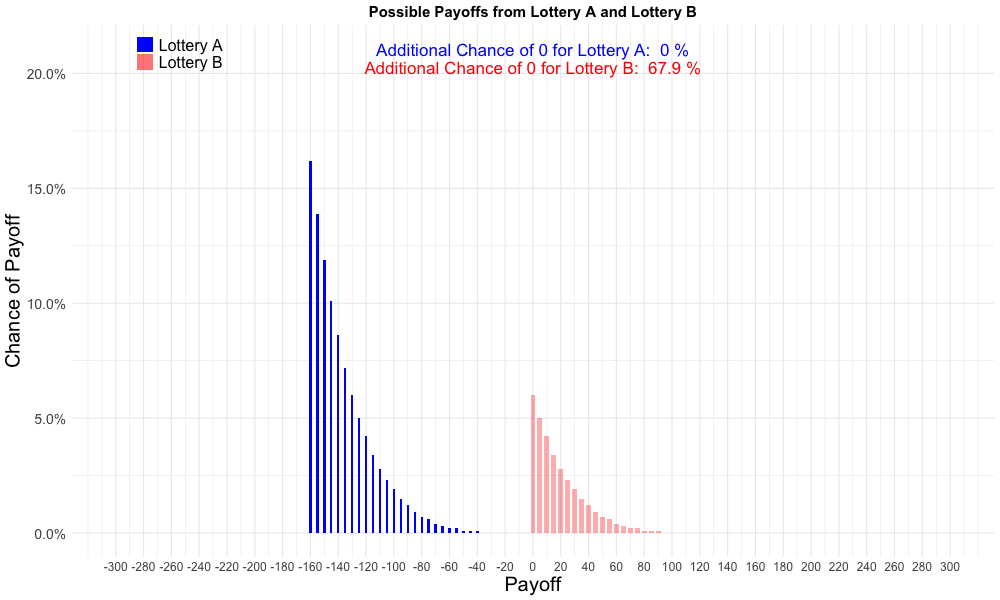 Possible Payoffs from Lottery A and Lottery B
Lottery A
Lottery B
Additional Chance of 0 for Lottery A:  0 %
Additional Chance of 0 for Lottery B:  67.9 %
Chance of Payoff
20.0%
15.0%
10.0%
5.0%
0.0%
-300 -280 -260 -240 -220 -200 -180 -160 -140 -120 -100 -80 -60 -40 -20 0 20 40 60 80 100 120 140 160 180 200 220 240 260 280 300
Payoff